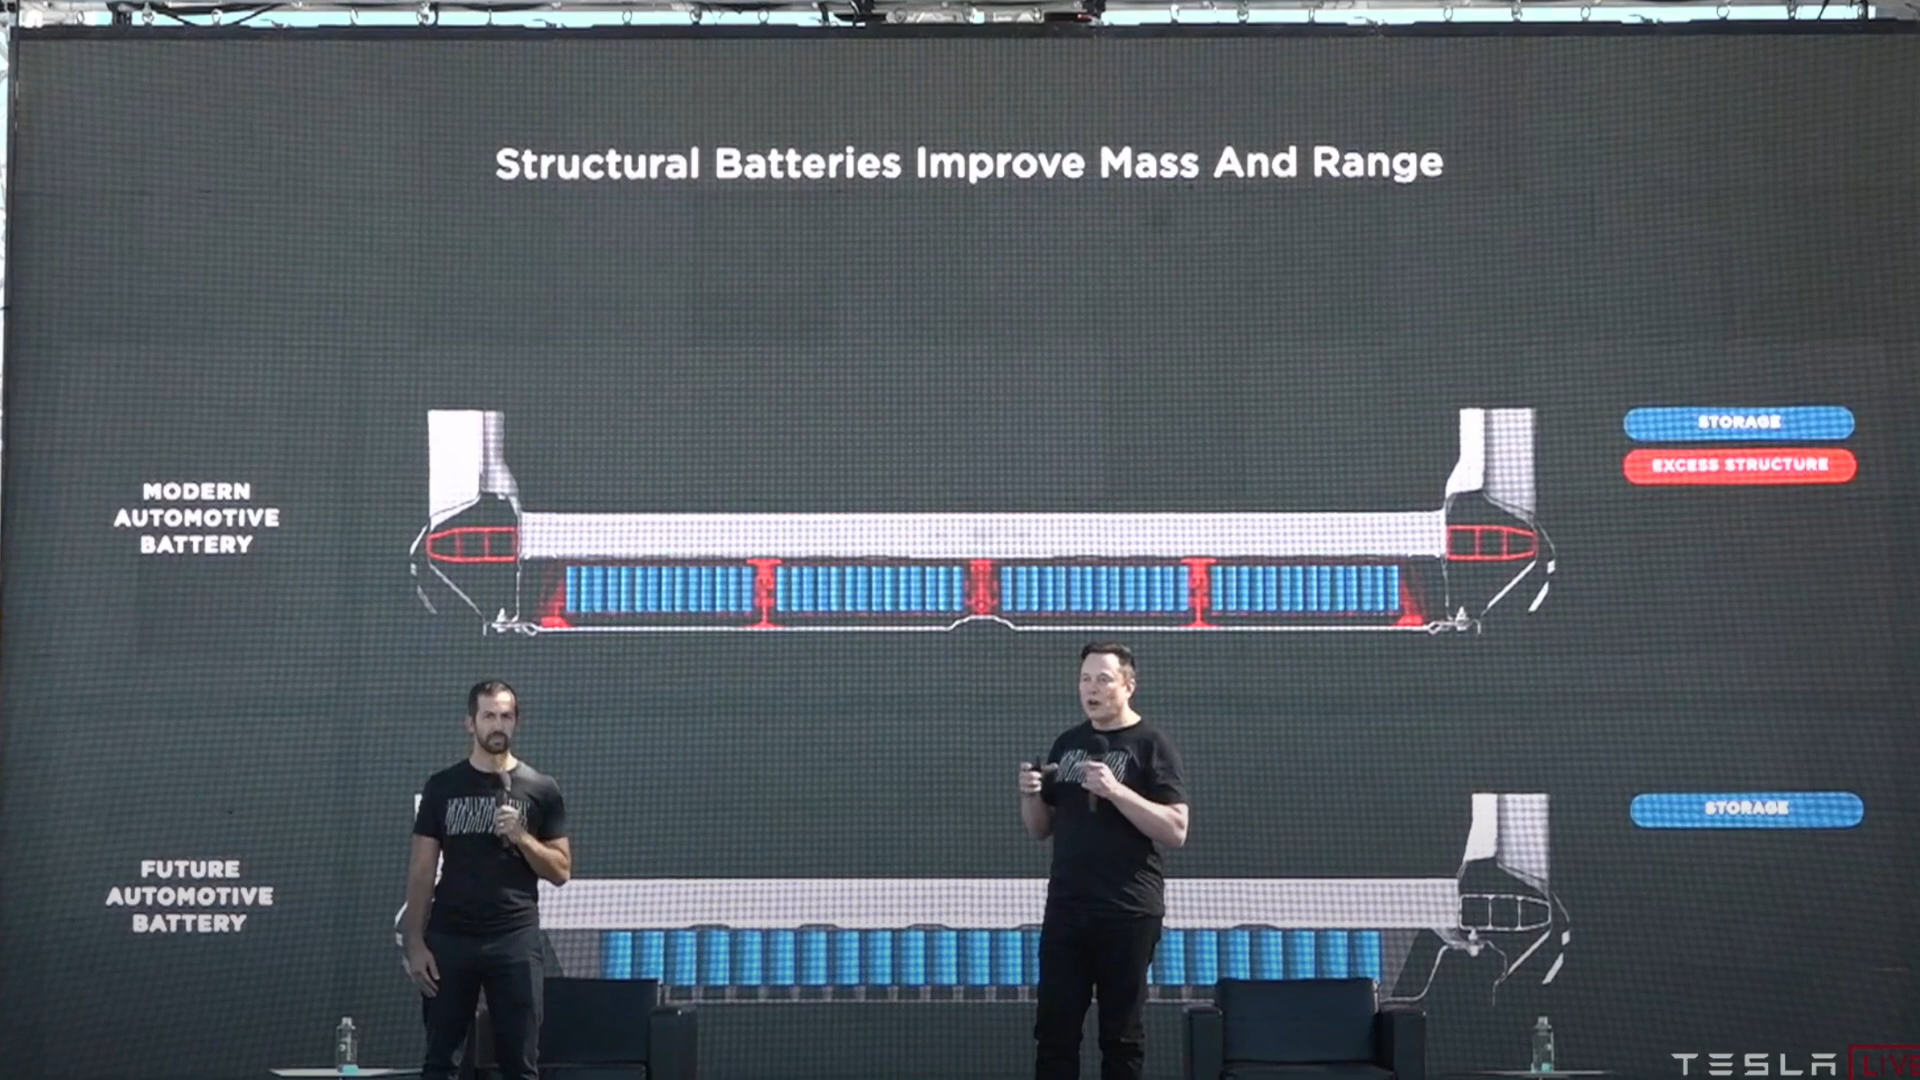 Structural Batteries Improve Mass And Range
MODERN
AUTOMOTIVE
BATTERY
STORAGE
EXCESS STRUCTURE
FUTURE
AUTOMOTIVE
BATTERY
STORAGE
TESLA LIVE